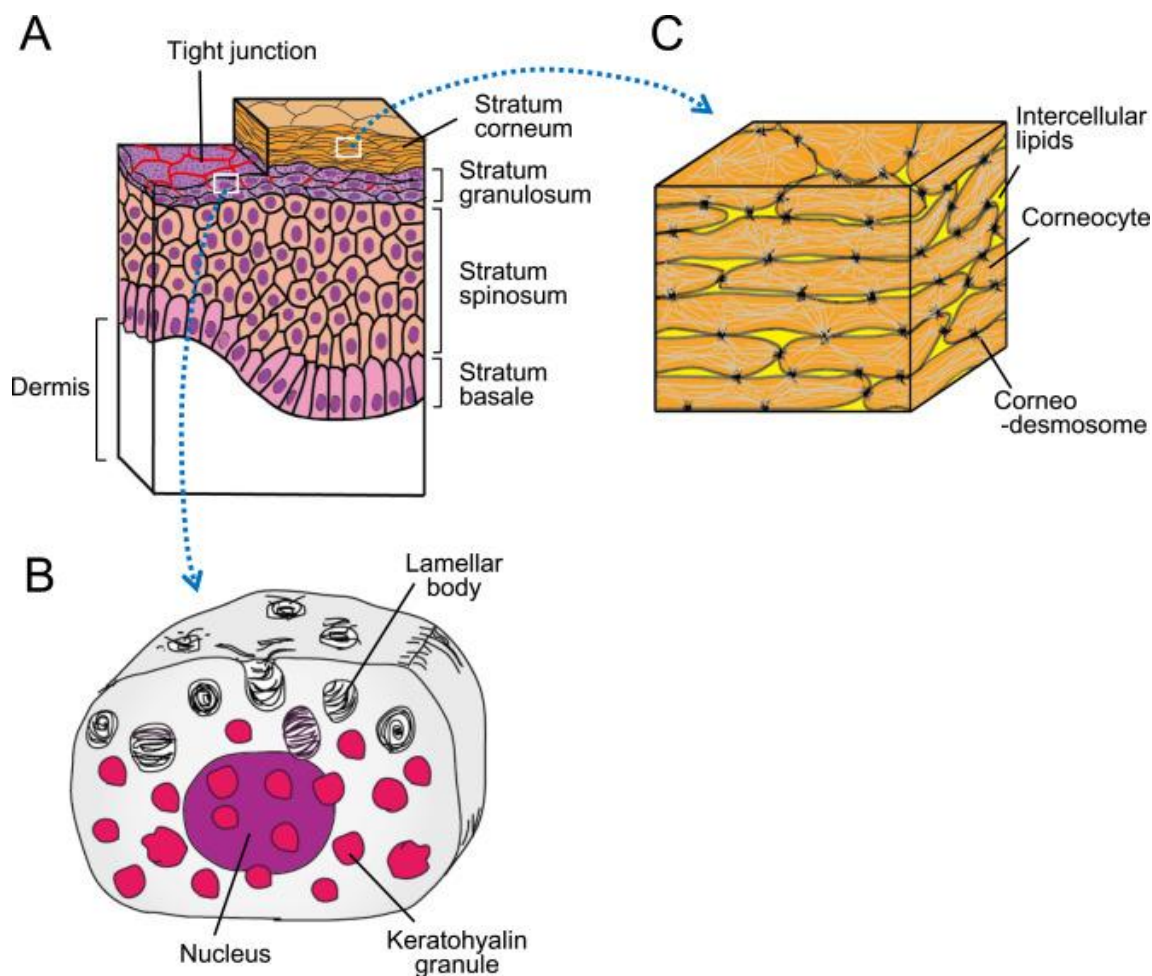 A
Tight junction
Stratum
corneum
Stratum
granulosum
Stratum
spinosum
Stratum
basale
Dermis
C
Intercellular
lipids
Corneocyte
Corneo
-desmosome
B
Lamellar
body
Nucleus
Keratohyalin
granule